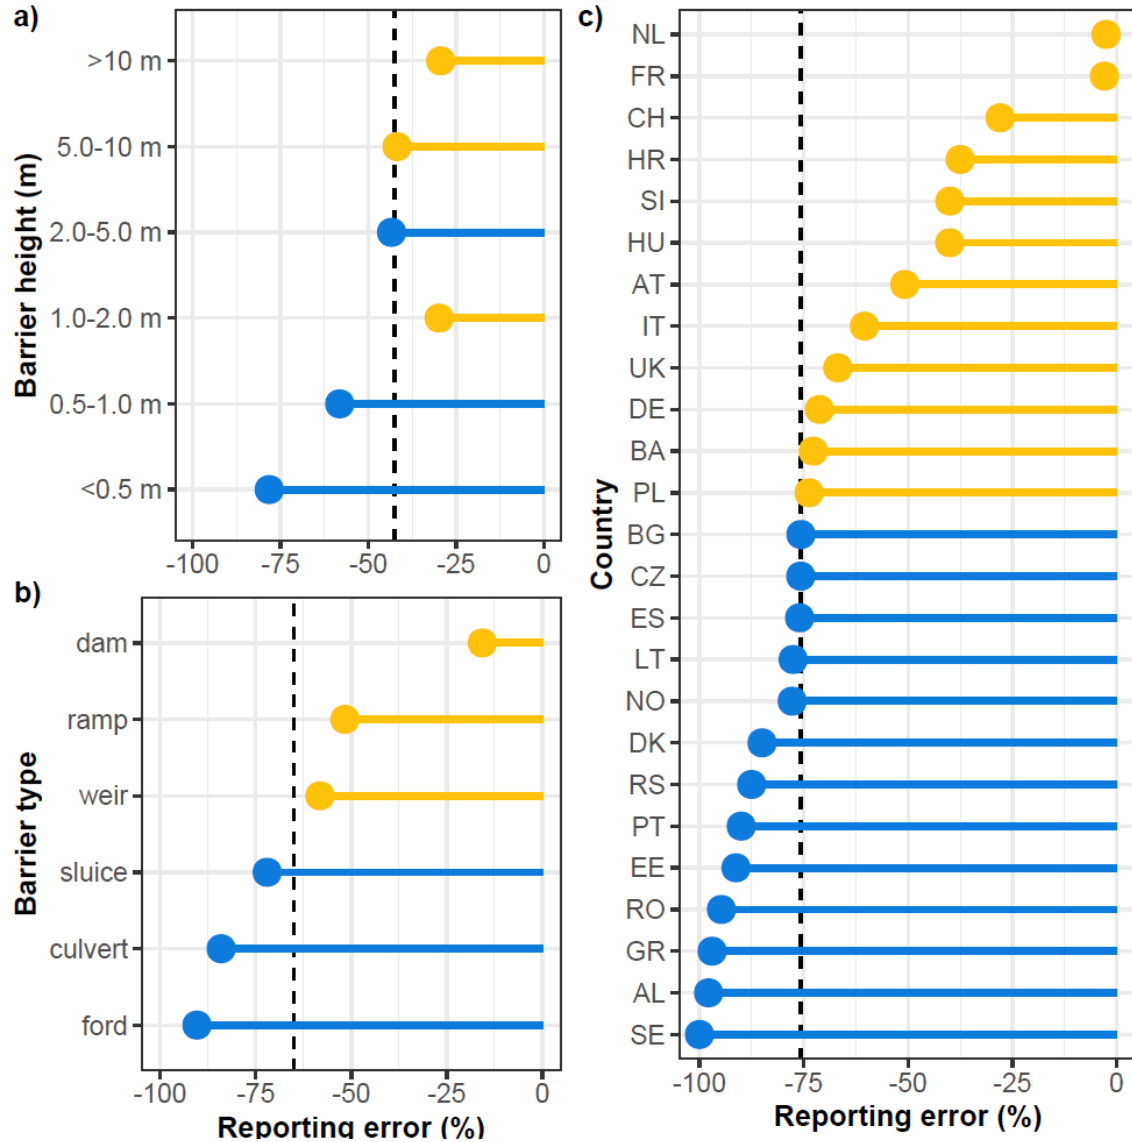 a)
Barrier height (m)
>10 m
5.0-10 m
2.0-5.0 m
1.0-2.0 m
0.5-1.0 m
<0.5 m
-100 -75 -50 -25 0
b)
Barrier type
dam
ramp
weir
sluice
culvert
ford
-100 -75 -50 -25 0
Reporting error (%)
c)
Country
NL
FR
CH
HR
SI
HU
AT
IT
UK
DE
BA
PL
BG
CZ
ES
LT
NO
DK
RS
PT
EE
RO
GR
AL
SE
-100 -75 -50 -25 0
Reporting error (%)